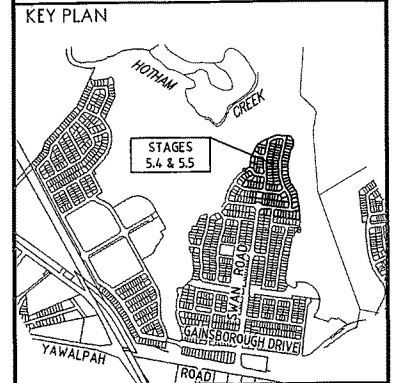 KEY PLAN
HOTHAM
CREEK
STAGES
5.4 & 5.5
SWAN ROAD
GAINSBOROUGH DRIVE
YAWALPAH
ROAD